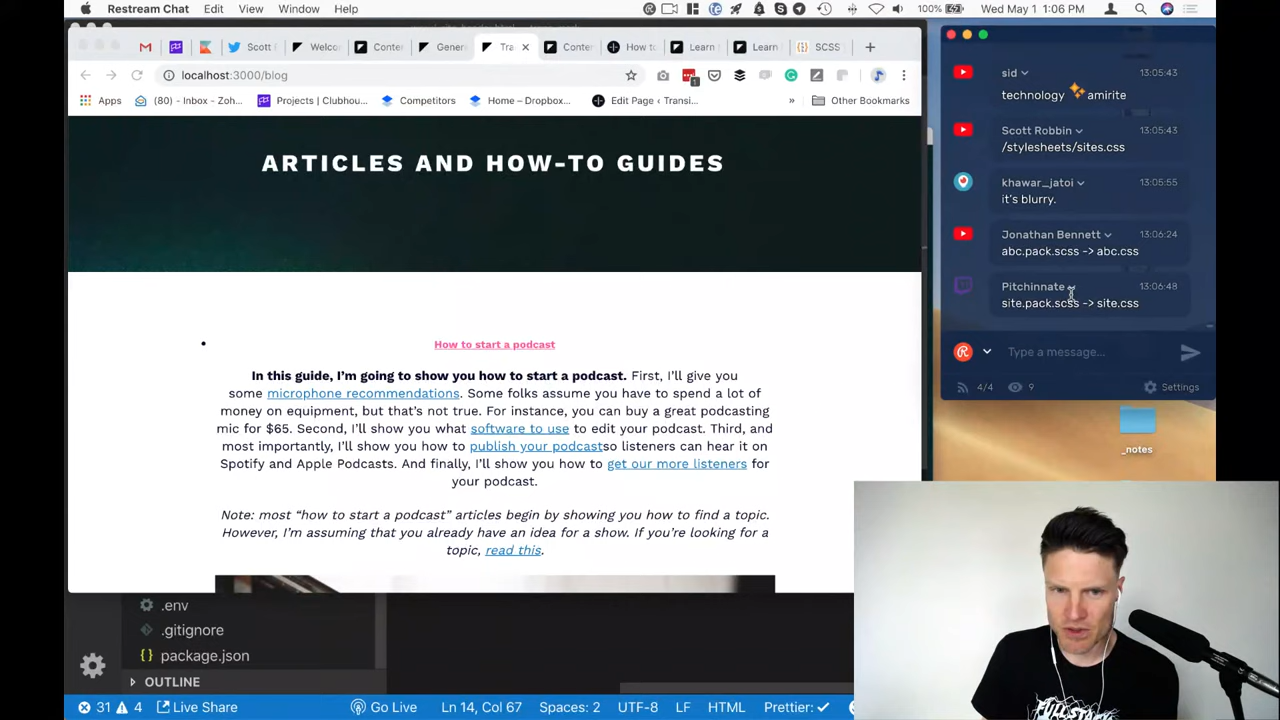 Restream Chat Edit View Window Help
100% Wed May 1 1:06 PM
Scott
Welco
Conte
Gene
Tra
Conte
How to
Learn
Learn
SCSS
localhost:3000/blog
Apps
(80) - Inbox - Zoh...
Projects | Clubhou...
Competitors
Home – Dropbox...
Edit Page ‹ Transi...
»
Other Bookmarks
ARTICLES AND HOW-TO GUIDES
How to start a podcast
In this guide, I’m going to show you how to start a podcast. First, I’ll give you
some microphone recommendations. Some folks assume you have to spend a lot of
money on equipment, but that’s not true. For instance, you can buy a great podcasting
mic for $65. Second, I’ll show you what software to use to edit your podcast. Third, and
most importantly, I’ll show you how to publish your podcastso listeners can hear it on
Spotify and Apple Podcasts. And finally, I’ll show you how to get our more listeners for
your podcast.
Note: most “how to start a podcast” articles begin by showing you how to find a topic.
However, I’m assuming that you already have an idea for a show. If you’re looking for a
topic, read this.
sid 13:05:43
technology ✨ amirite
Scott Robbin 13:05:43
/stylesheets/sites.css
khawar_jatoi 13:05:55
it's blurry.
Jonathan Bennett 13:06:24
abc.pack.scss -> abc.css
Pitchinnate 13:06:48
site.pack.scss -> site.css
Type a message...
4/4 9 Settings
_notes
.env
.gitignore
{} package.json
OUTLINE
31 4 Live Share Go Live Ln 14, Col 67 Spaces: 2 UTF-8 LF HTML Prettier: ✓